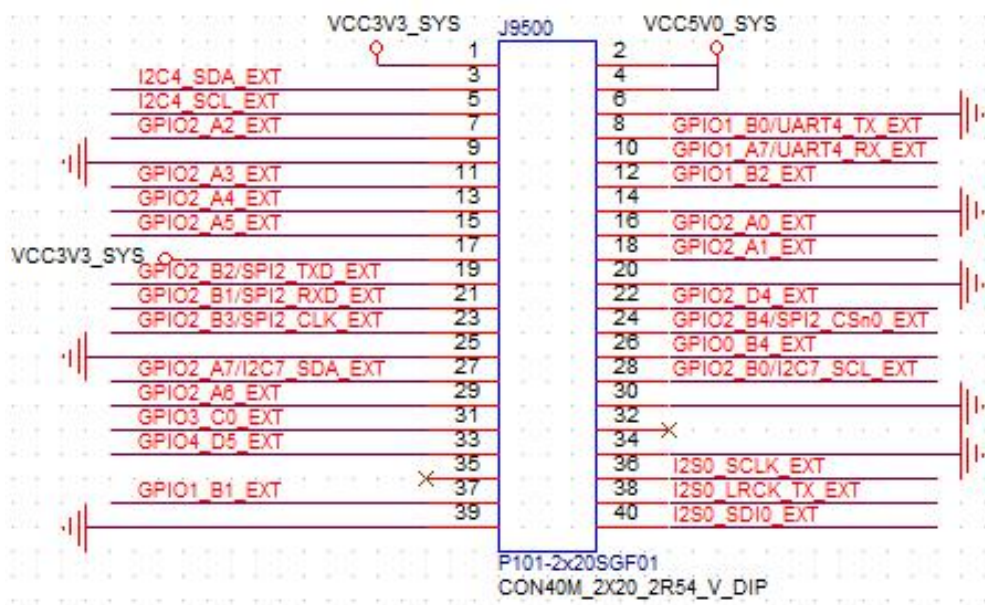 VCC3V3_SYS J9500 VCC5V0_SYS
1 2
I2C4_SDA_EXT 3 4
I2C4_SCL_EXT 5 6
GPIO2_A2_EXT 7 8 GPIO1_B0/UART4_TX_EXT
9 10 GPIO1_A7/UART4_RX_EXT
GPIO2_A3_EXT 11 12 GPIO1_B2_EXT
GPIO2_A4_EXT 13 14
GPIO2_A5_EXT 15 16 GPIO2_A0_EXT
VCC3V3_SYS 17 18 GPIO2_A1_EXT
GPIO2_B2/SPI2_TXD_EXT 19 20
GPIO2_B1/SPI2_RXD_EXT 21 22 GPIO2_D4_EXT
GPIO2_B3/SPI2_CLK_EXT 23 24 GPIO2_B4/SPI2_CSn0_EXT
25 26 GPIO0_B4_EXT
GPIO2_A7/I2C7_SDA_EXT 27 28 GPIO2_B0/I2C7_SCL_EXT
GPIO2_A6_EXT 29 30
GPIO3_C0_EXT 31 32
GPIO4_D5_EXT 33 34
35 36 I2S0_SCLK_EXT
GPIO1_B1_EXT 37 38 I2S0_LRCK_TX_EXT
39 40 I2S0_SDI0_EXT
P101-2x20SGF01
CON40M_2X20_2R54_V_DIP